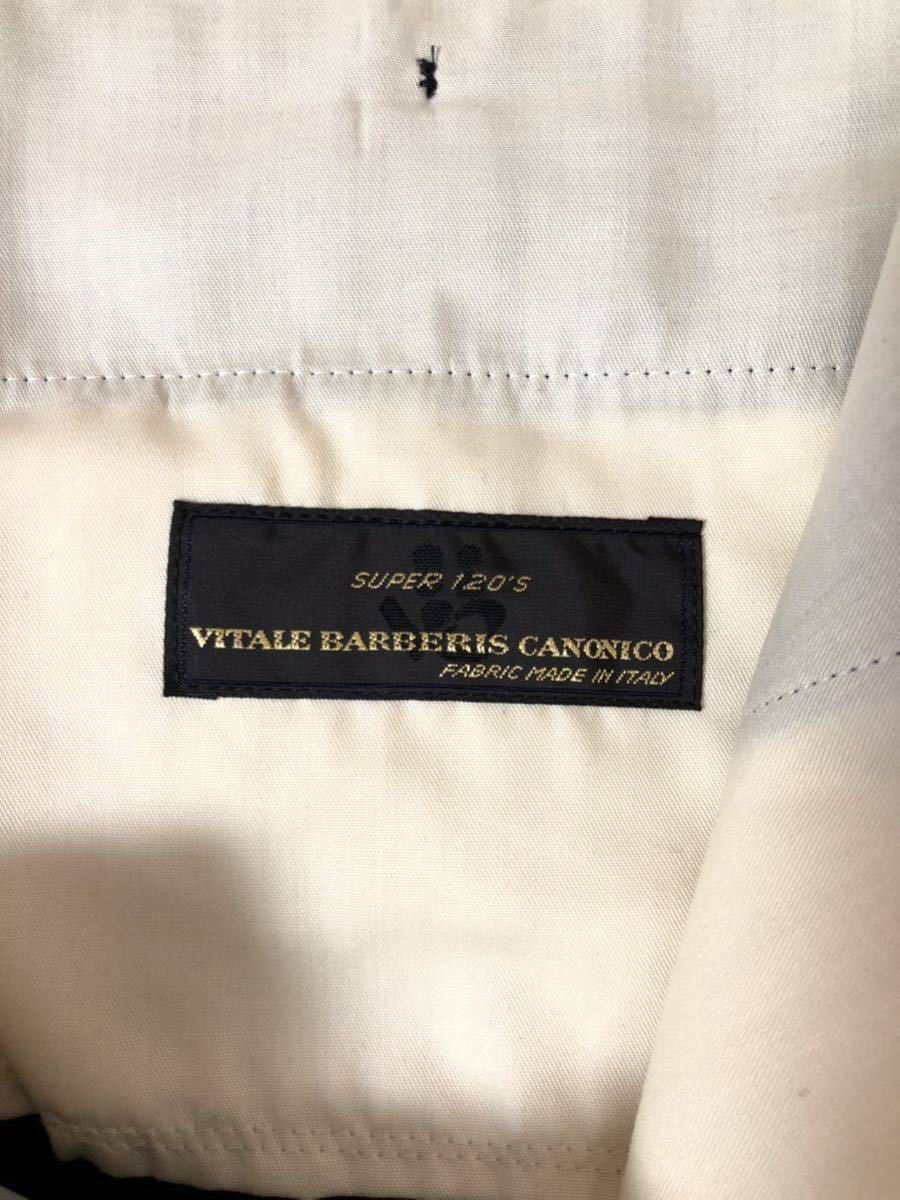 SUPER 120'S
VITALE BARBERIS CANONICO
FABRIC MADE IN ITALY